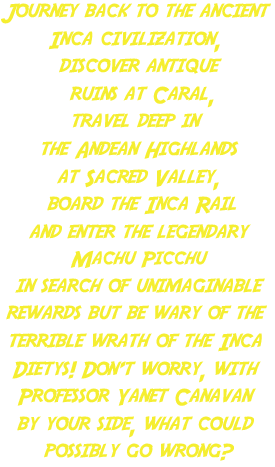 Journey back to the ancient
Inca civilization,
discover antique
ruins at Caral,
travel deep in
the Andean Highlands
at Sacred Valley,
board the Inca Rail
and enter the legendary
Machu Picchu
in search of unimaginable
rewards but be wary of the
terrible wrath of the Inca
Dietys! Don't worry, with
Professor Yanet Canavan
by your side, what could
possibly go wrong?